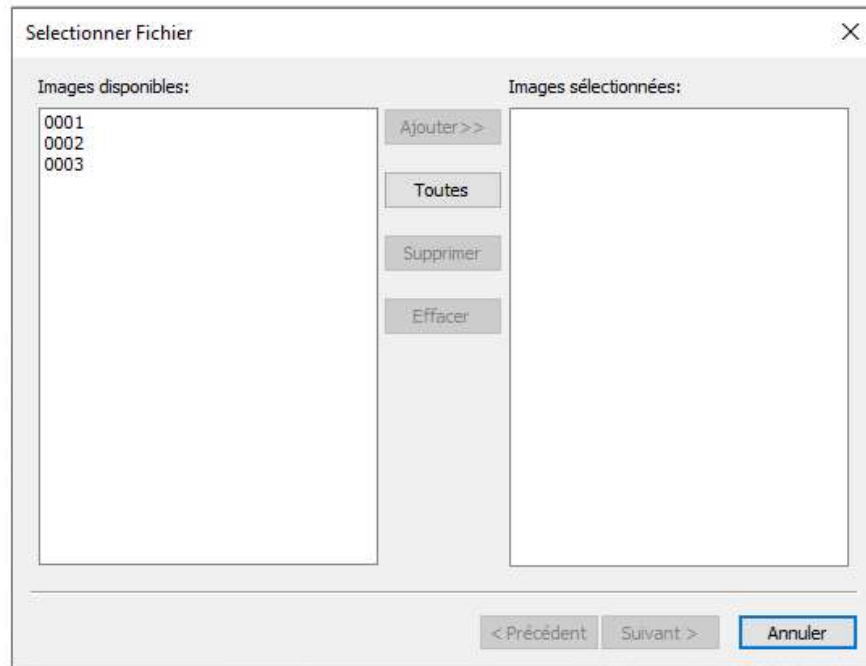 Selectionner Fichier
Images disponibles:
Images sélectionnées:
0001
0002
0003
Ajouter>>
Toutes
Supprimer
Effacer
< Précédent
Suivant >
Annuler